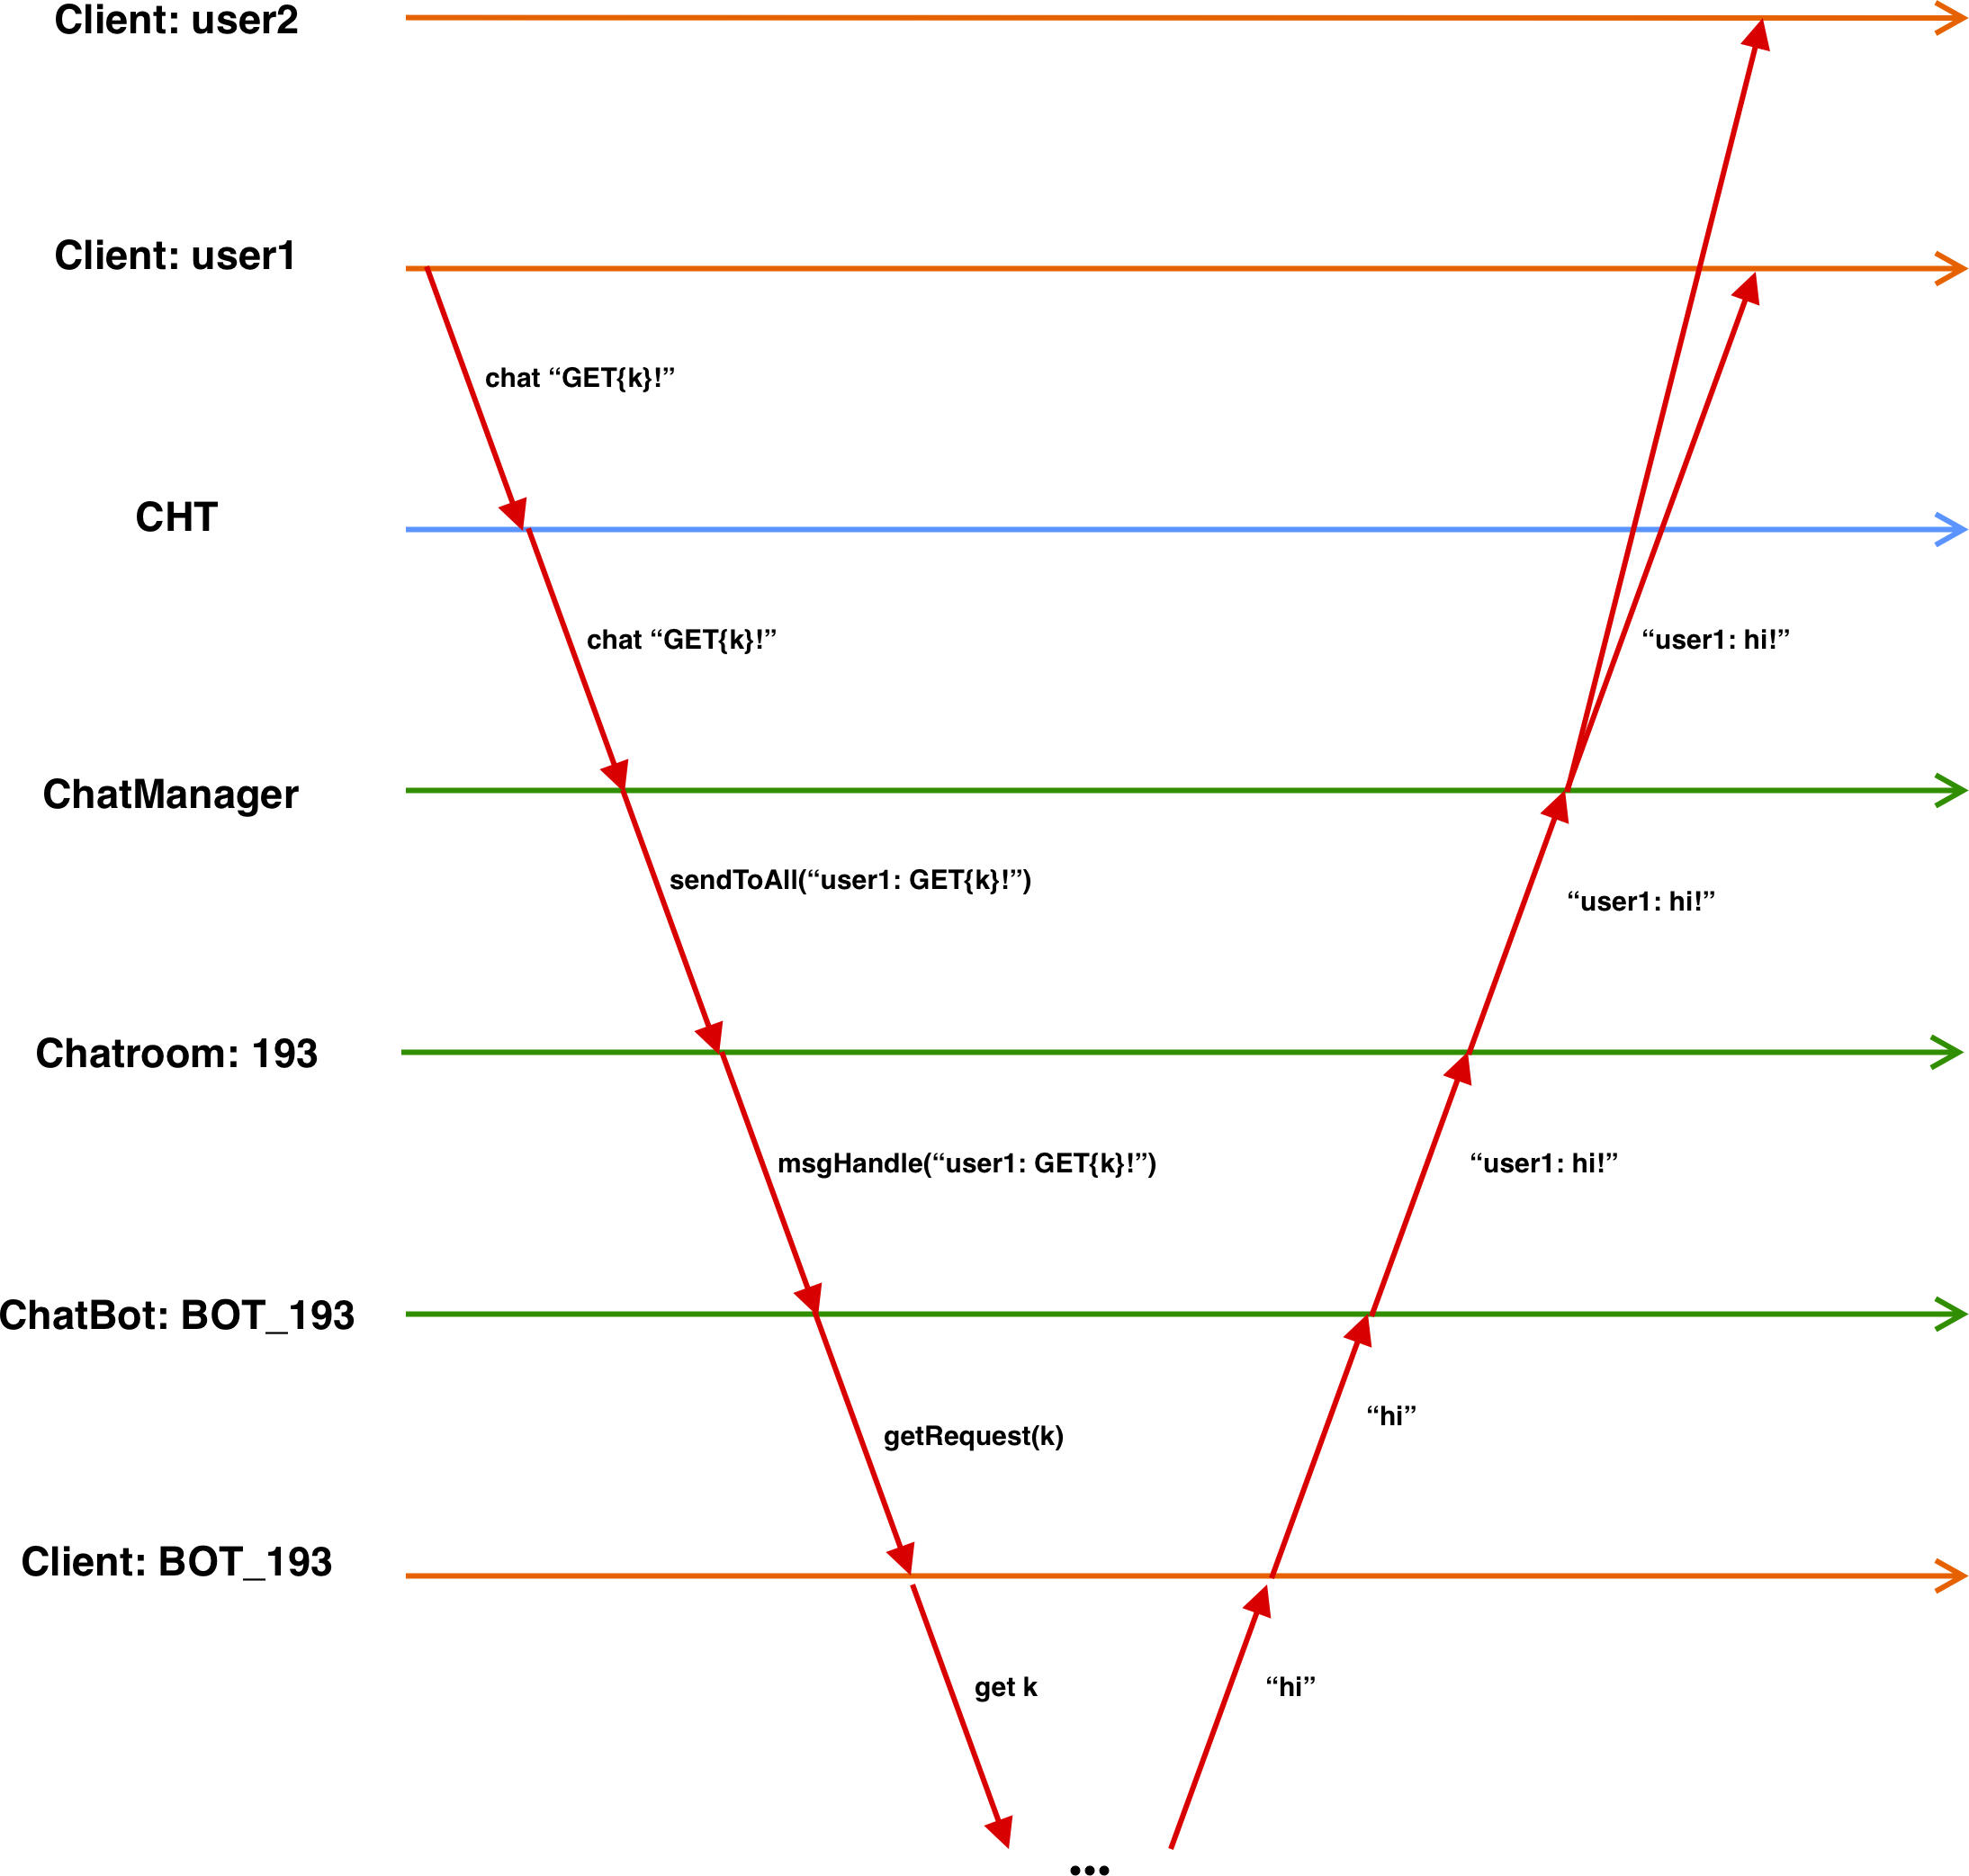 Client: user2
Client: user1
chat “GET{k}!”
CHT
chat “GET{k}!”
“user1: hi!”
ChatManager
sendToAll(“user1: GET{k}!”)
“user1: hi!”
Chatroom: 193
msgHandle(“user1: GET{k}!”)
“user1: hi!”
ChatBot: BOT_193
“hi”
getRequest(k)
Client: BOT_193
get k
“hi”
...